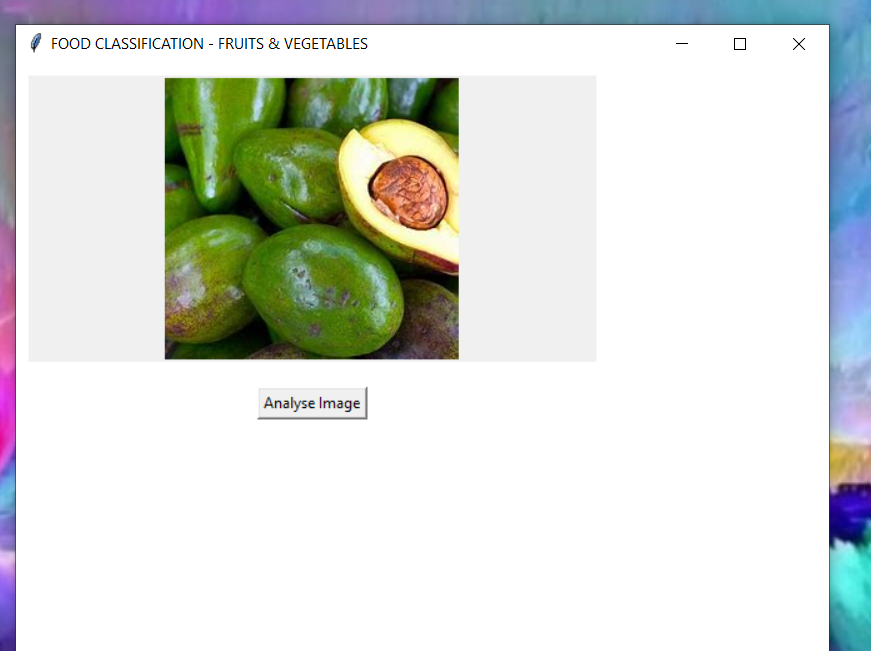 FOOD CLASSIFICATION - FRUITS & VEGETABLES
Analyse Image